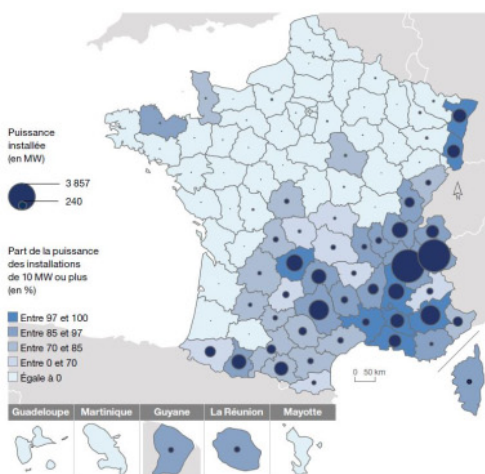 Puissance
installée
(en MW)
3 857
240
Part de la puissance
des installations
de 10 MW ou plus
(en %)
Entre 97 et 100
Entre 85 et 97
Entre 70 et 85
Entre 0 et 70
Égale à 0
N
0 50 km
Guadeloupe
Martinique
Guyane
La Réunion
Mayotte